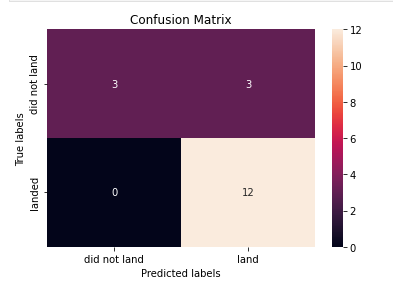 Confusion Matrix
True labels
did not land
landed
3
3
0
12
did not land
land
Predicted labels
12
10
8
6
4
2
0